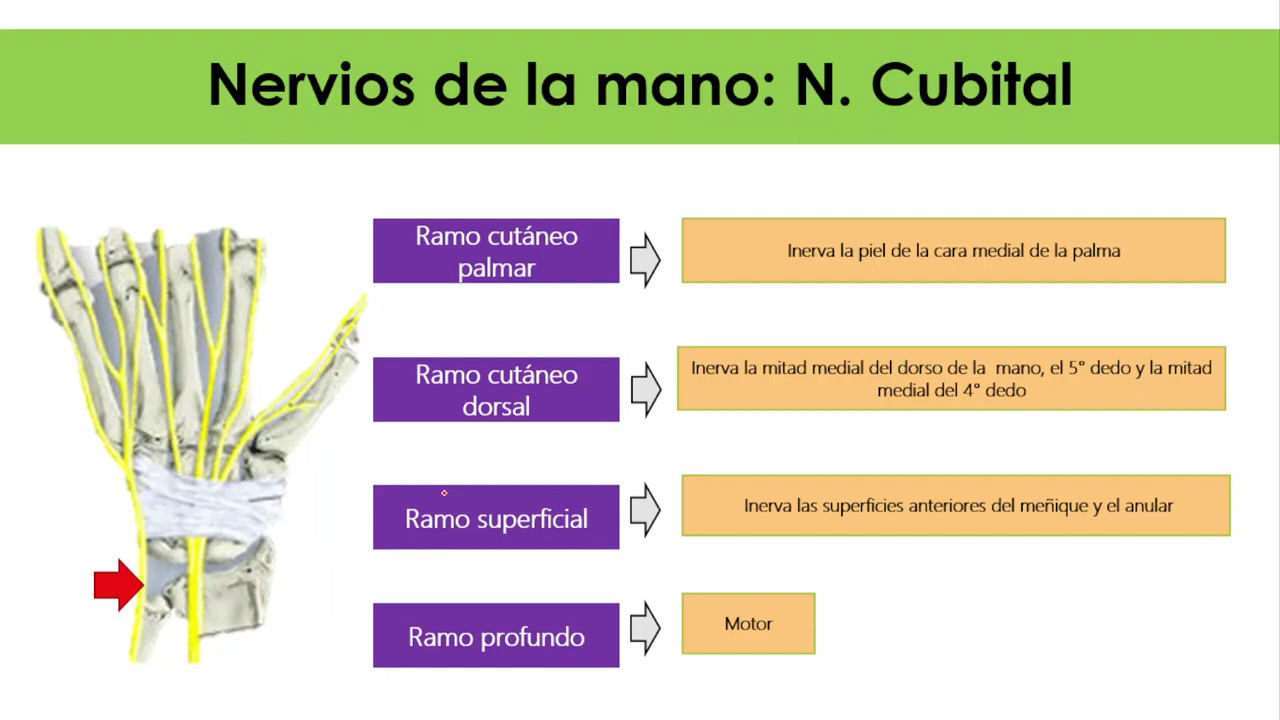 Nervios de la mano: N. Cubital
Ramo cutáneo
palmar
Inerva la piel de la cara medial de la palma
Ramo cutáneo
dorsal
Inerva la mitad medial del dorso de la mano, el 5° dedo y la mitad
medial del 4° dedo
Ramo superficial
Inerva las superficies anteriores del meñique y el anular
Ramo profundo
Motor